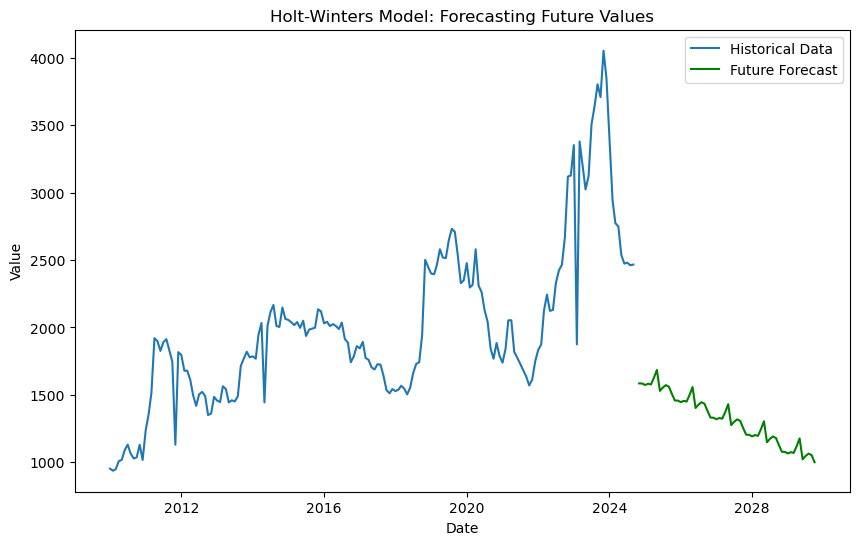 Holt-Winters Model: Forecasting Future Values
Historical Data
Future Forecast
4000
3500
3000
2500
2000
1500
1000
Value
2012 2016 2020 2024 2028
Date